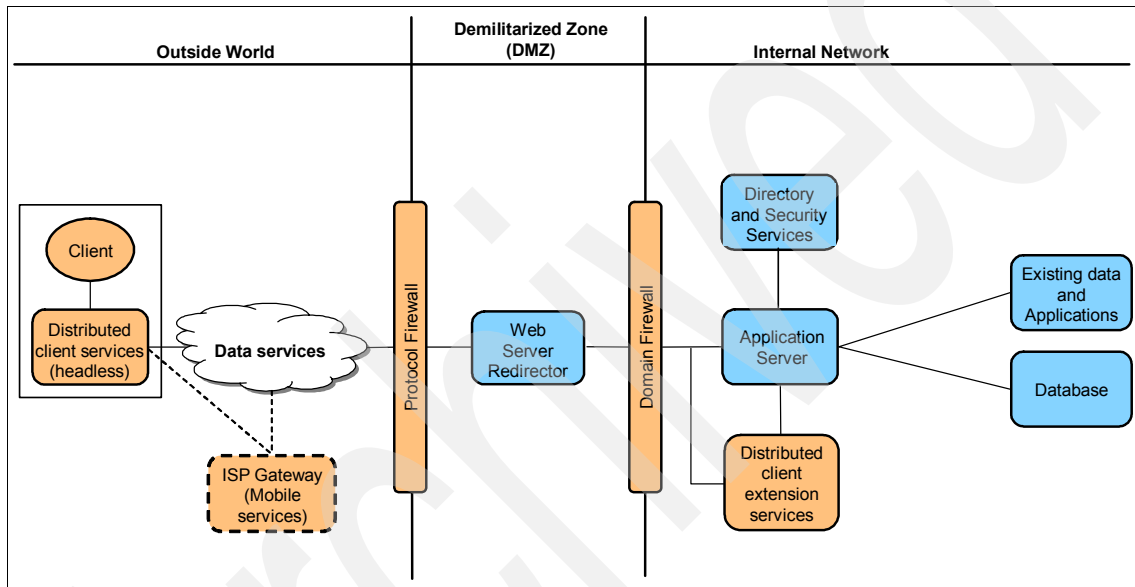 Outside World
Demilitarized Zone
(DMZ)
Internal Network
Client
Distributed
client services
(headless)
Data services
ISP Gateway
(Mobile
services)
Protocol Firewall
Web
Server
Redirector
Domain Firewall
Directory
and Security
Services
Application
Server
Distributed
client
extension
services
Existing data
and
Applications
Database